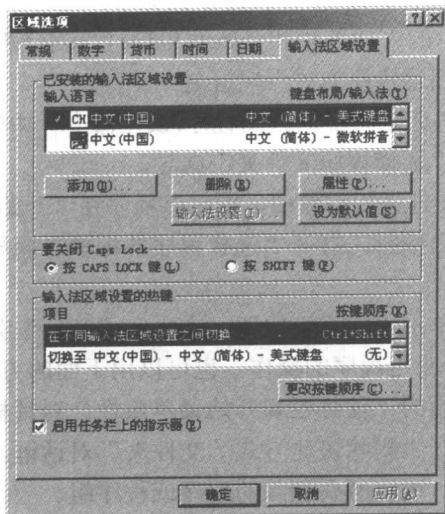 区域选项
常规 数字 货币 时间 日期 输入法区域设置
已安装的输入法区域设置
输入语言 键盘布局/输入法(Y)
CH 中文(中国) 中文 (简体) - 美式键盘
中文(中国) 中文 (简体) - 微软拼音
添加(D)... 删除(R) 属性(P)...
输入法设置(I)... 设为默认值(S)
要关闭 Caps Lock
按 CAPS LOCK 键(L) 按 SHIFT 键(F)
输入法区域设置的热键
项目 按键顺序(K)
在不同输入法区域设置之间切换 Ctrl+Shift
切换至 中文(中国) - 中文 (简体) - 美式键盘 (无)
更改按键顺序(C)...
启用任务栏上的指示器(E)
确定 取消 应用(A)